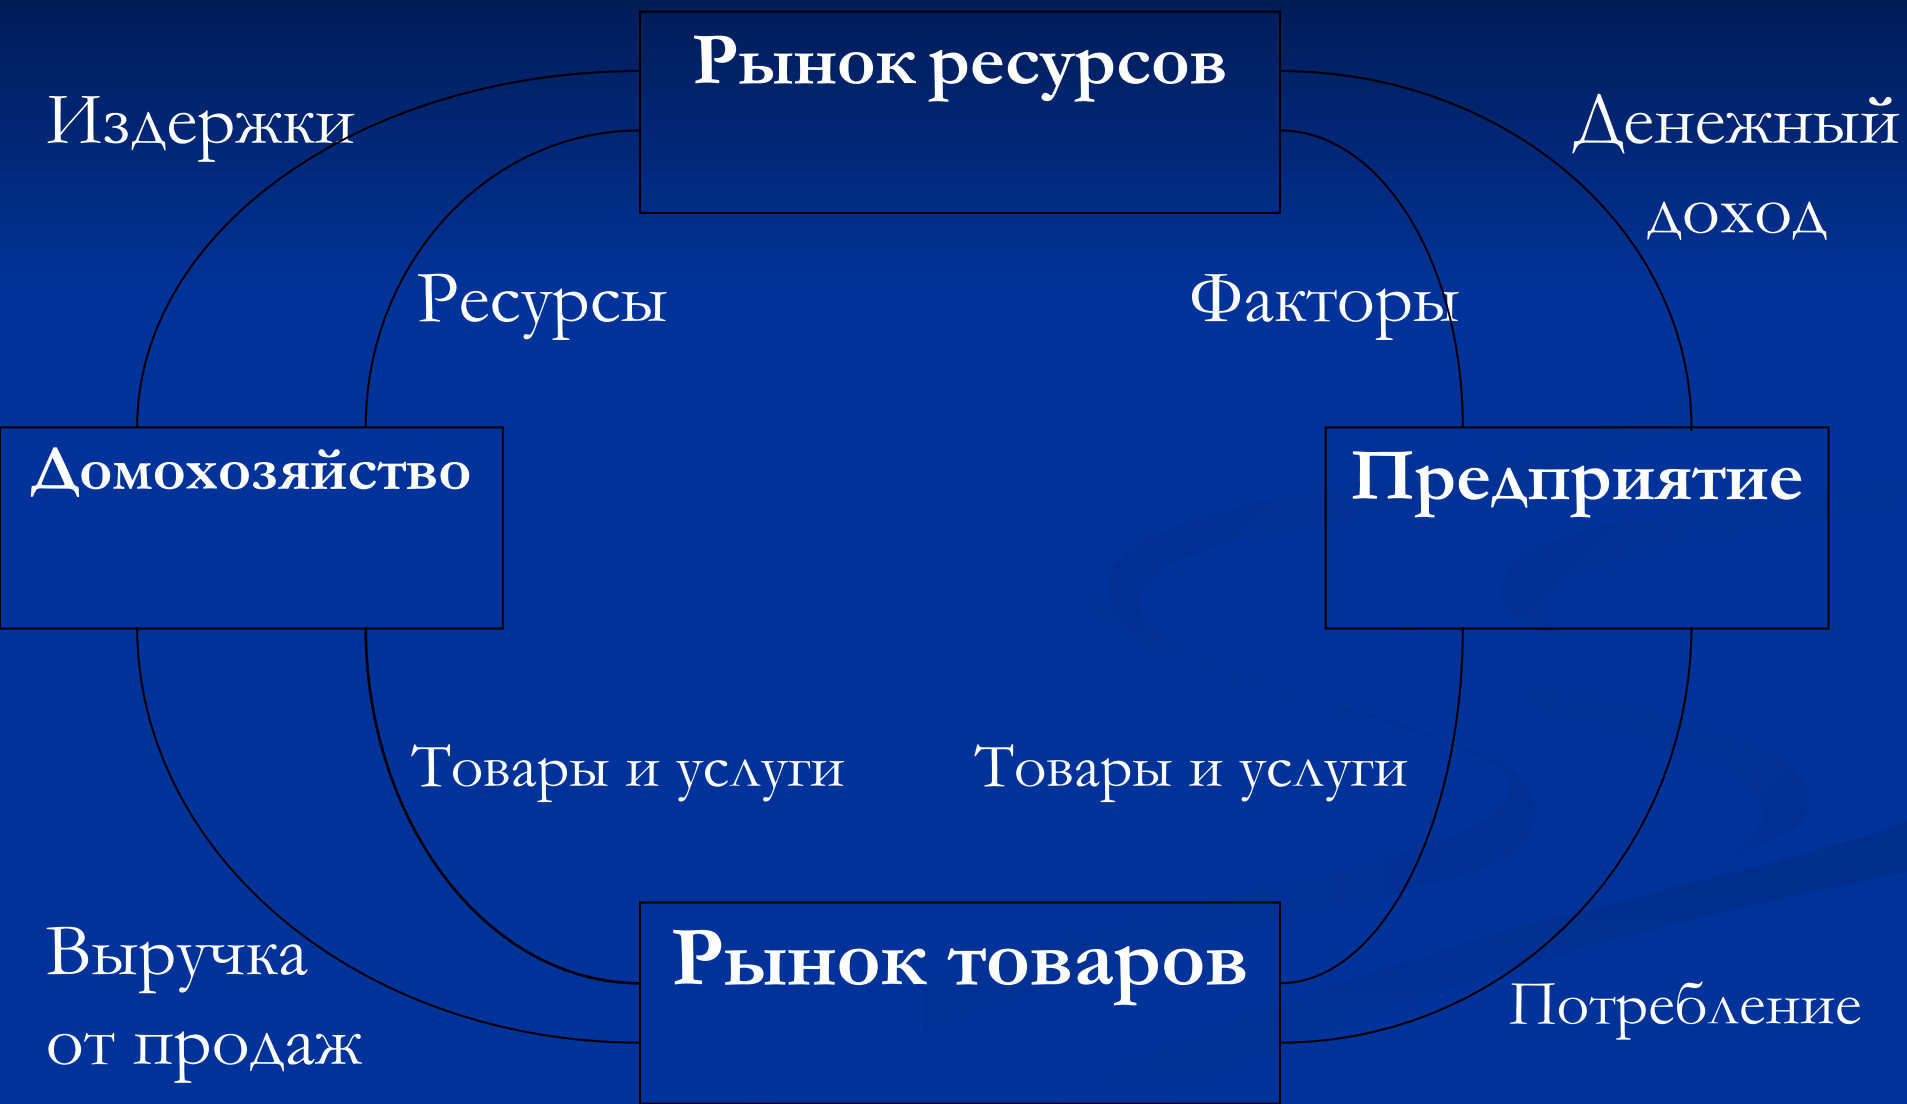 Рынок ресурсов
Издержки
Денежный
доход
Ресурсы
Факторы
Домохозяйство
Предприятие
Товары и услуги
Товары и услуги
Выручка
от продаж
Рынок товаров
Потребление